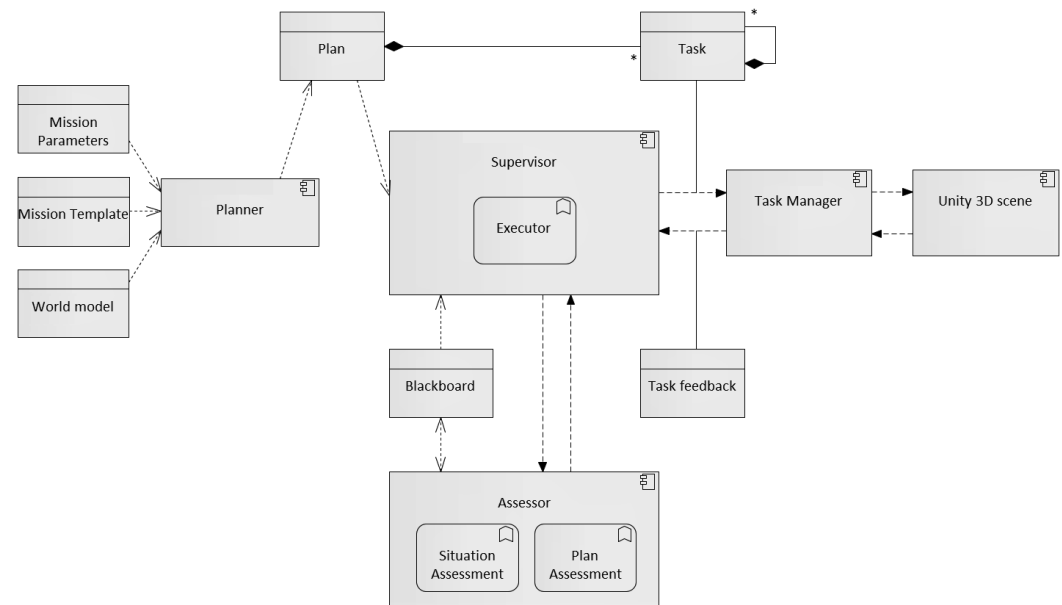 Plan
*
Task
*
Mission
Parameters
Supervisor
Executor
Planner
Mission Template
Task Manager
Unity 3D scene
World model
Blackboard
Task feedback
Assessor
Situation
Assessment
Plan
Assessment